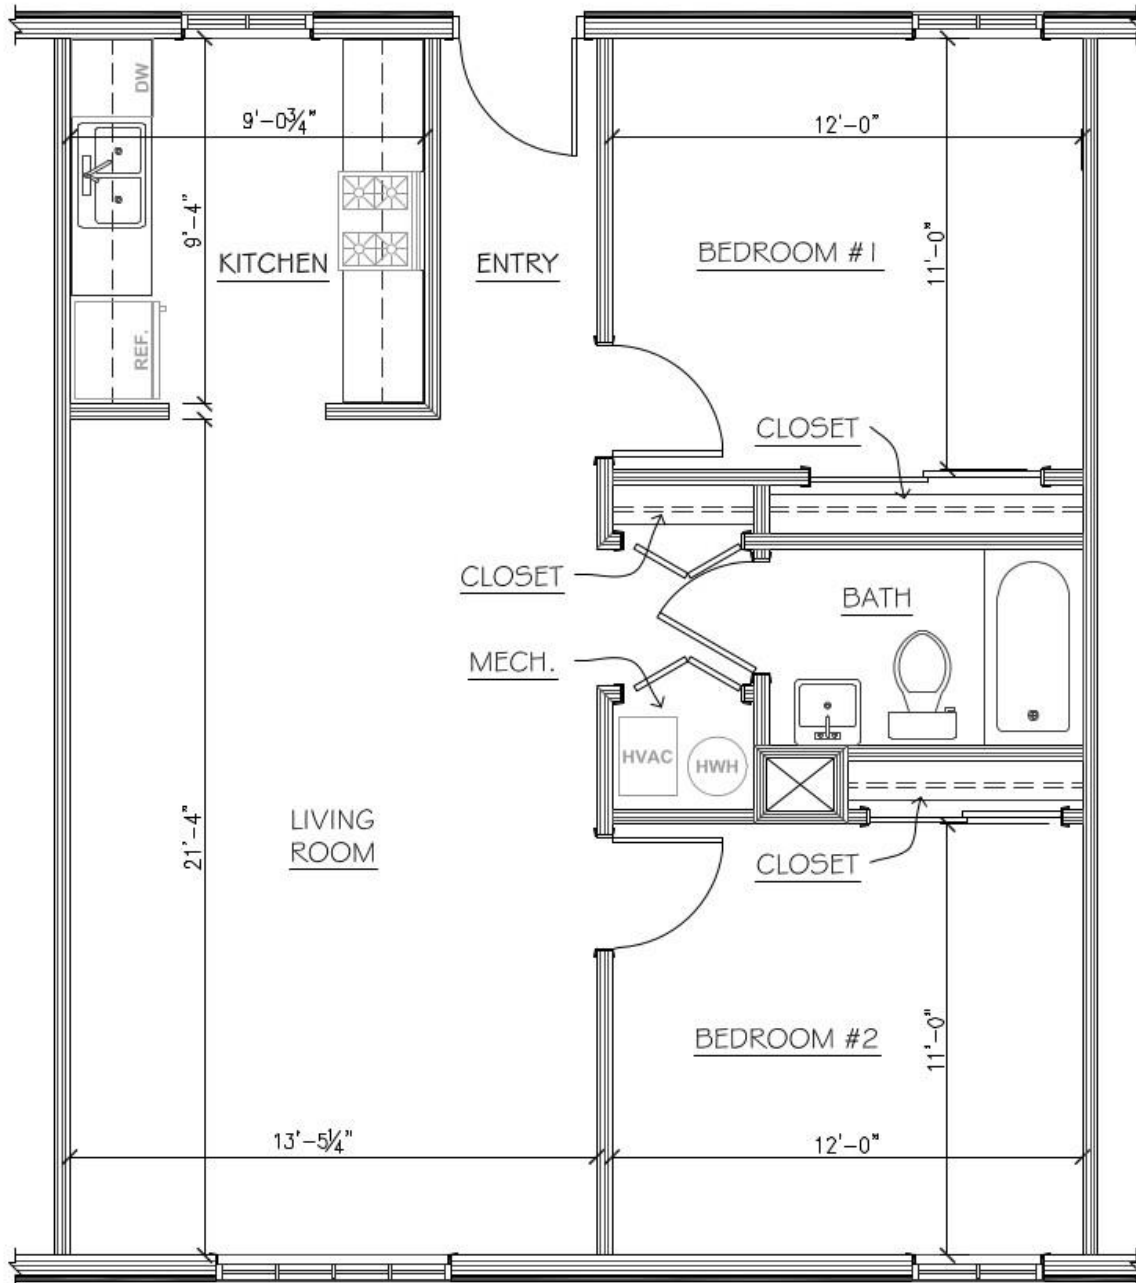 DW
9'-0¾"
12'-0"
9'-4"
KITCHEN
ENTRY
BEDROOM #1
11'-0"
REF.
CLOSET
CLOSET
BATH
MECH.
HVAC
HWH
LIVING
ROOM
21'-4"
CLOSET
BEDROOM #2
11'-0"
13'-5¼"
12'-0"